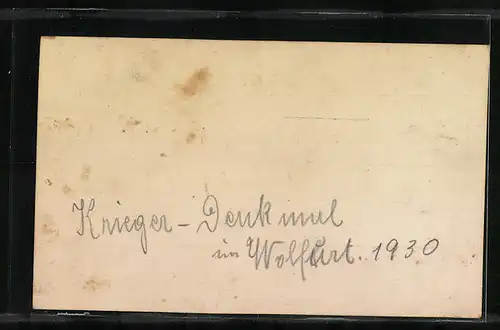 Krieger-Denkmal
in Wolfurt. 1930